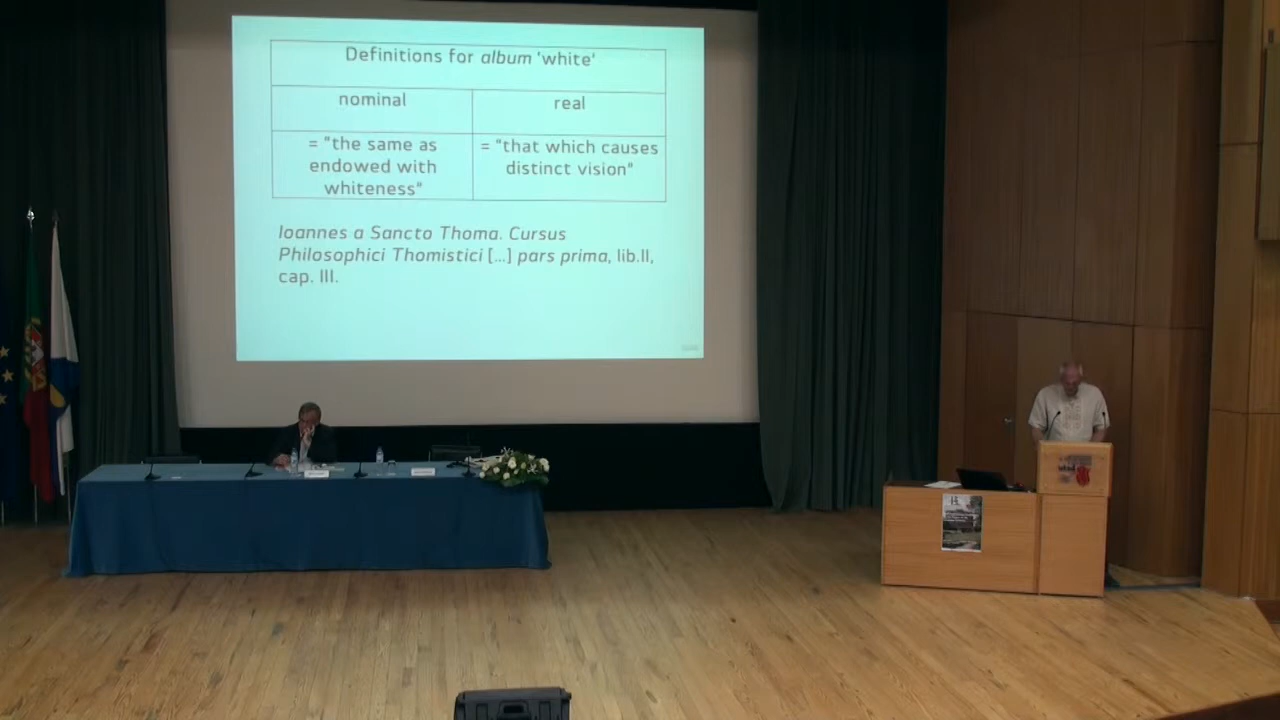 Definitions for album 'white'
nominal
real
= "the same as
endowed with
whiteness"
= "that which causes
distinct vision"
Ioannes a Sancto Thoma. Cursus
Philosophici Thomistici [...] pars prima, lib.II,
cap. III.